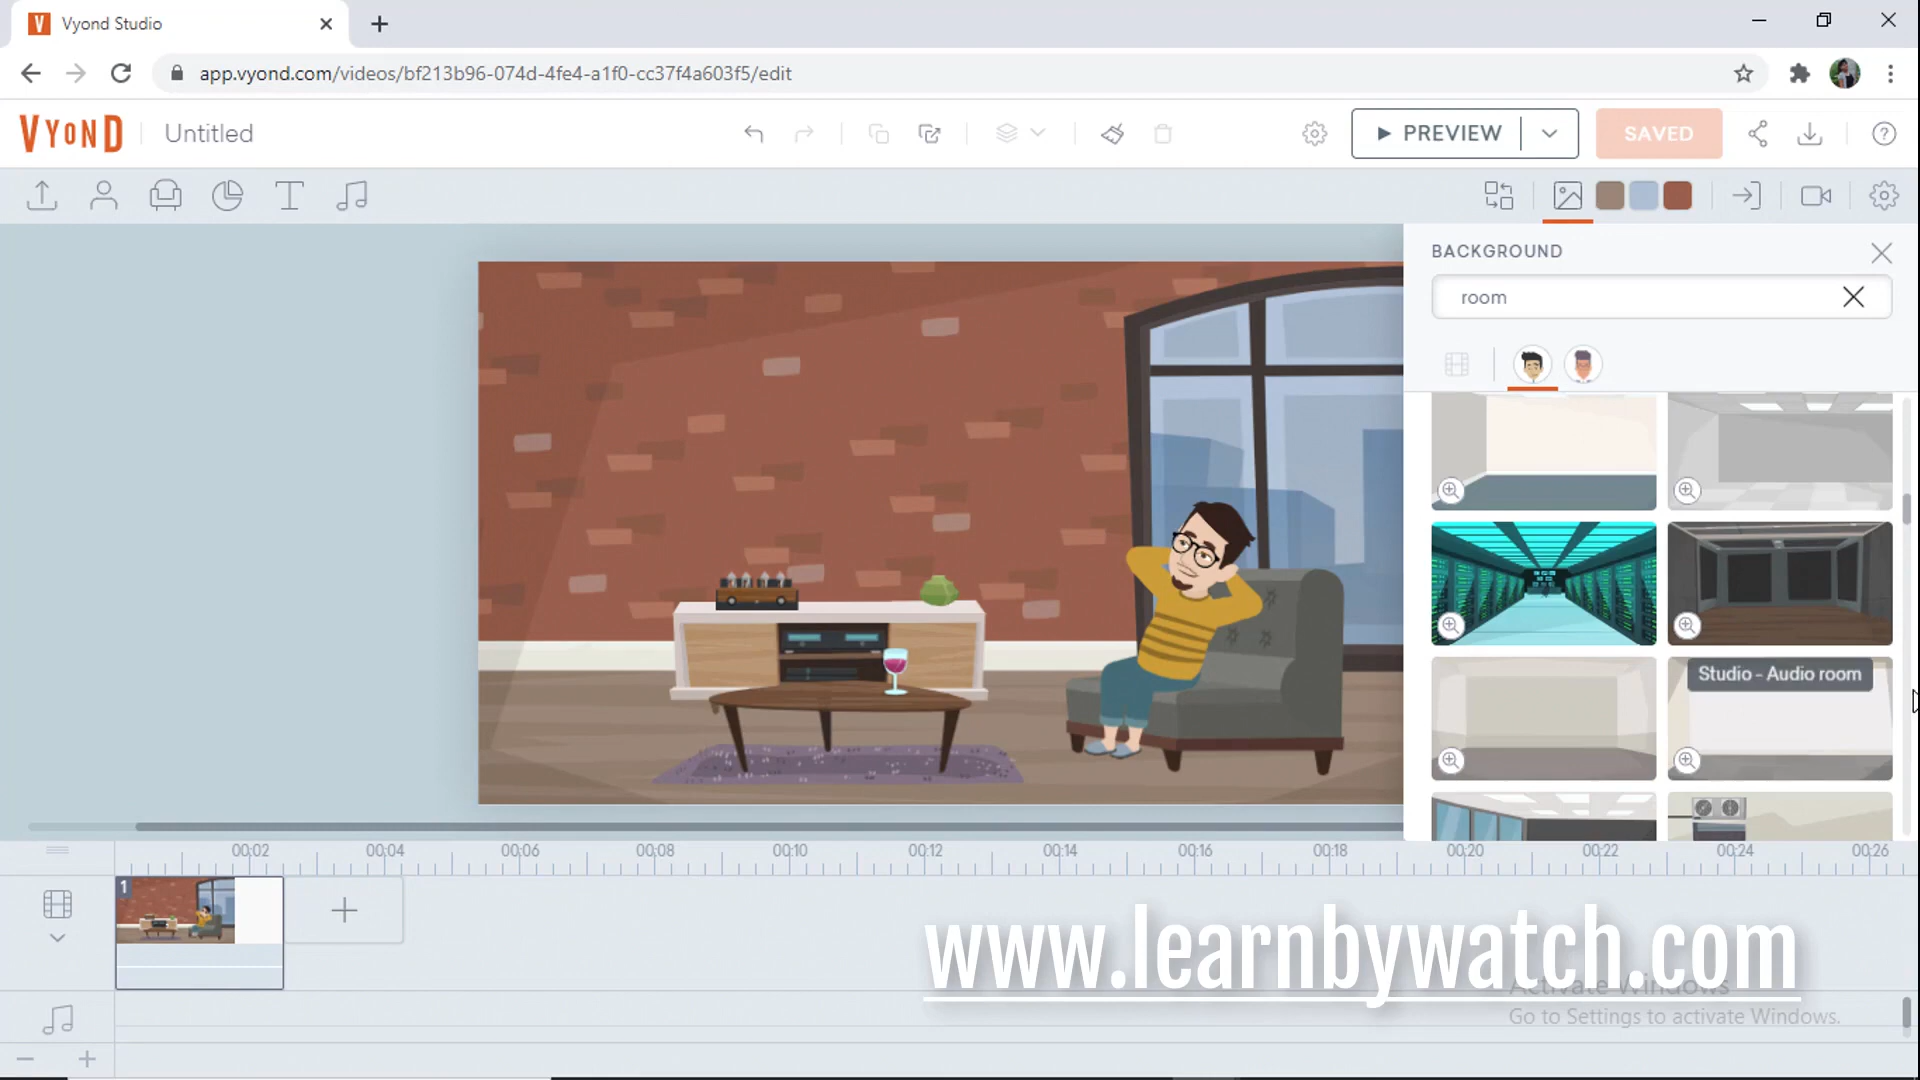 Vyond Studio
app.vyond.com/videos/bf213b96-074d-4fe4-a1f0-cc37f4a603f5/edit
VYOND
Untitled
PREVIEW
SAVED
BACKGROUND
room
Studio - Audio room
00:02 00:04 00:06 00:08 00:10 00:12 00:14 00:16 00:18 00:20 00:22 00:24 00:26
1
www.learnbywatch.com
Activate Windows
Go to Settings to activate Windows.